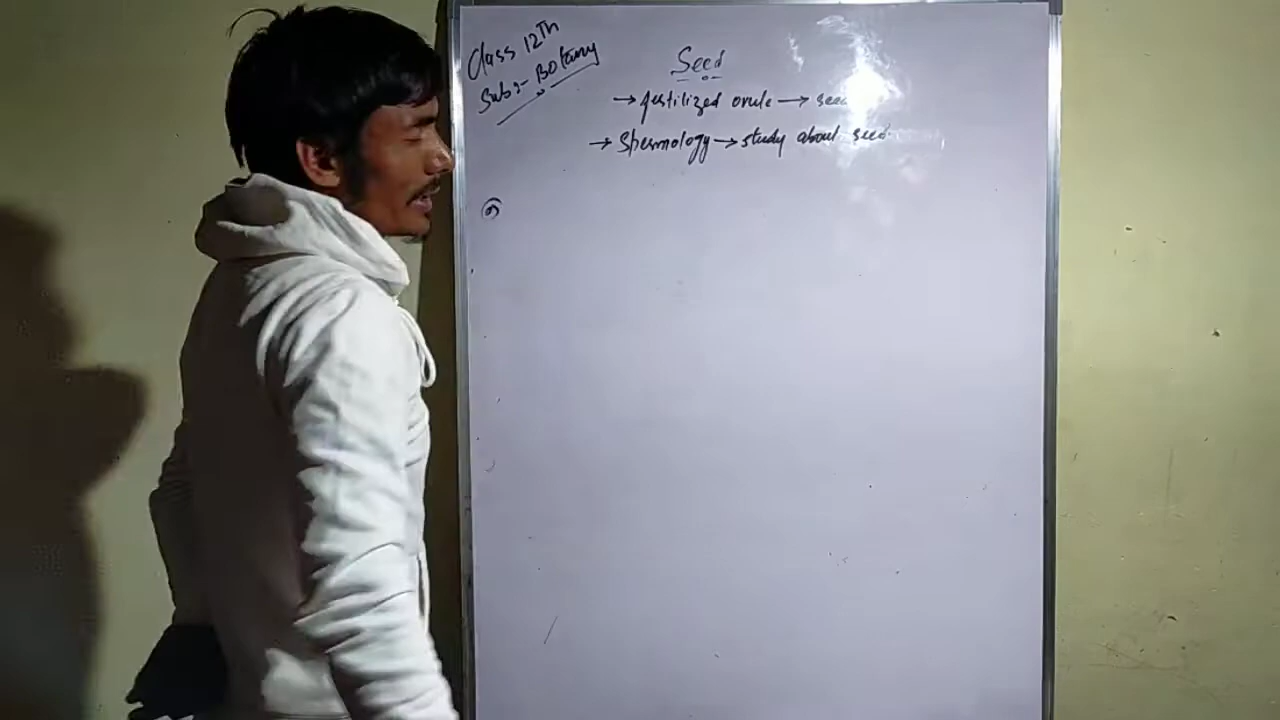 Class 12Th
Sub:- Botany
Seed
→ fertilized ovule → seed
→ Spermology → study about seed.